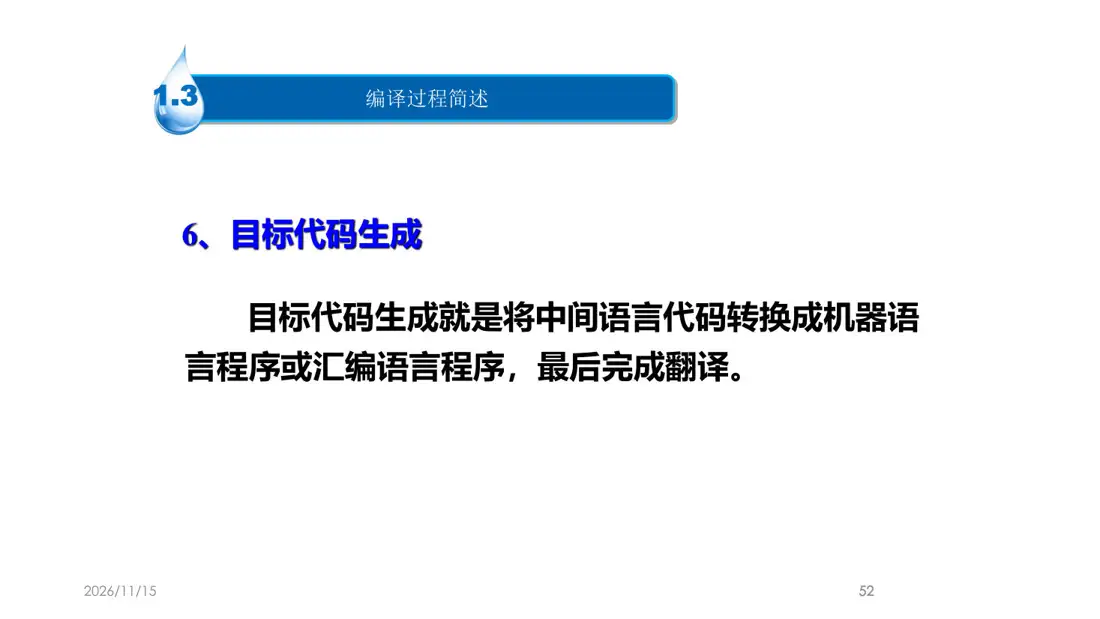 1.3
编译过程简述
6、目标代码生成
目标代码生成就是将中间语言代码转换成机器语
言程序或汇编语言程序，最后完成翻译。
2026/11/15
52